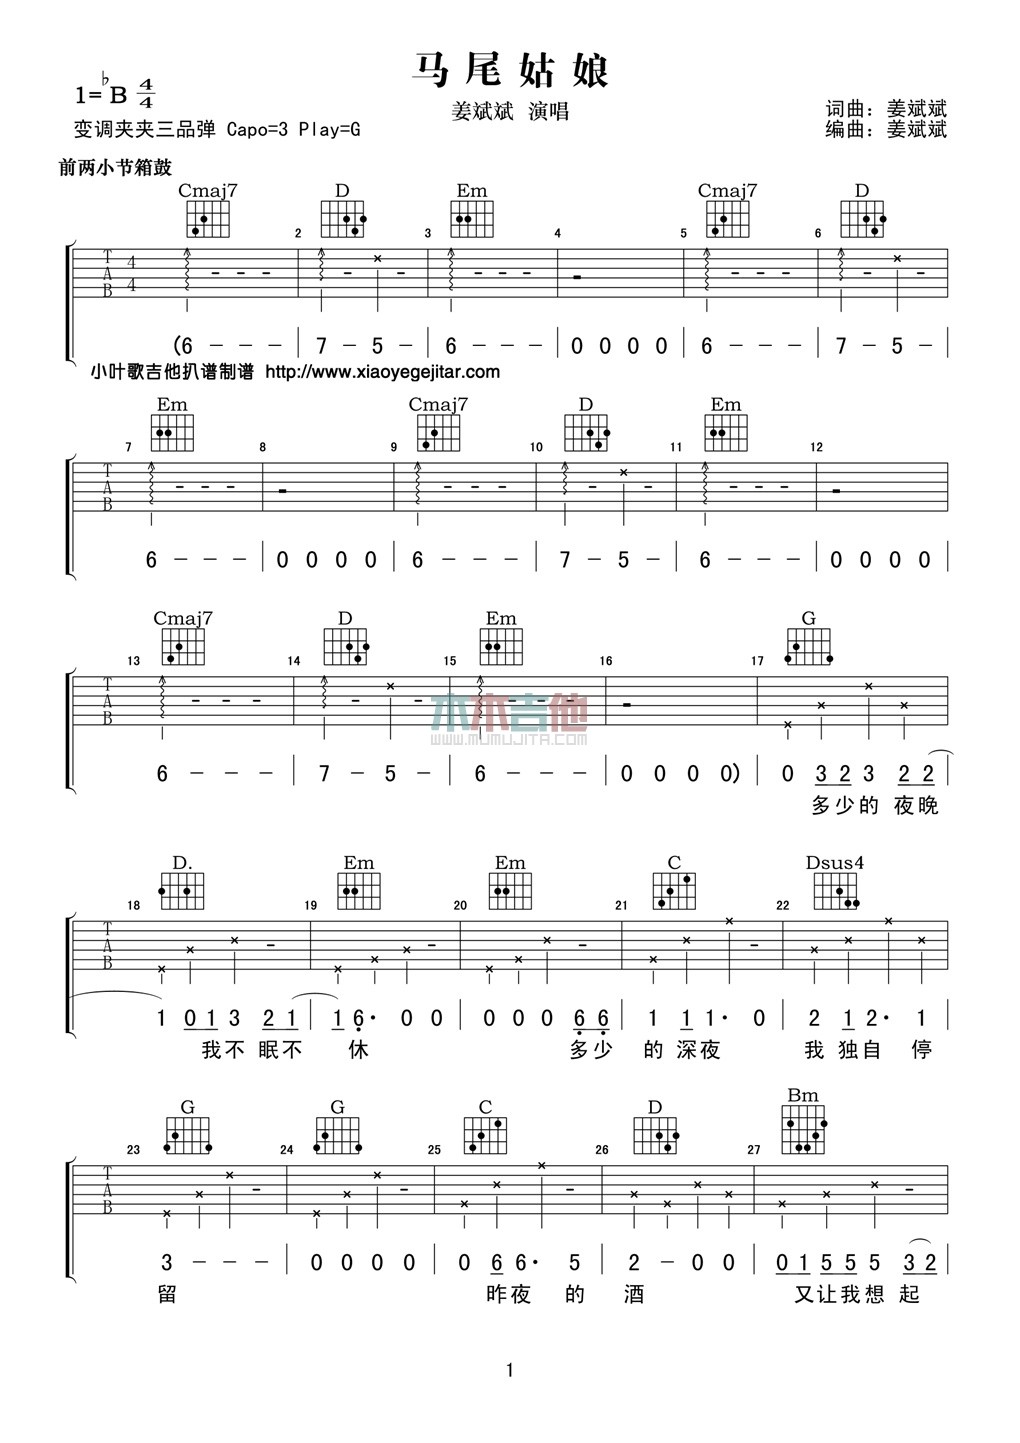 马尾姑娘
1=♭B 4/4
姜斌斌 演唱
词曲：姜斌斌
变调夹夹三品弹 Capo=3 Play=G
编曲：姜斌斌
前两小节箱鼓
Cmaj7 D Em Cmaj7 D
2 3 4 5 6
T A B 4/4
(6 - - - | 7 - 5 - | 6 - - - | 0 0 0 0 | 6 - - - | 7 - 5 - |
小叶歌吉他扒谱制谱 http://www.xiaoyegejitar.com
Em Cmaj7 D Em
7 8 9 10 11 12
T A B
6 - - - | 0 0 0 0 | 6 - - - | 7 - 5 - | 6 - - - | 0 0 0 0 |
Cmaj7 D Em G
13 14 15 16 17
T A B
木木吉他
WWW.MUMUJITA.COM
6 - - - | 7 - 5 - | 6 - - - | 0 0 0 0) | 0 3 2 3 2 2 |
多少的 夜晚
D. Em Em C Dsus4
18 19 20 21 22
T A B
1 0 1 3 2 1 | 1 6· 0 0 | 0 0 0 6 6 | 1 1 1· 0 | 2 1 2· 1 |
我不 眠不 休 多少 的 深夜 我 独自 停
G G C D Bm
23 24 25 26 27
T A B
3 - - - | 0 0 0 0 | 0 6 6· 5 | 2 - 0 0 | 0 1 5 5 5 3 2 |
留 昨夜 的 酒 又让我想 起
1